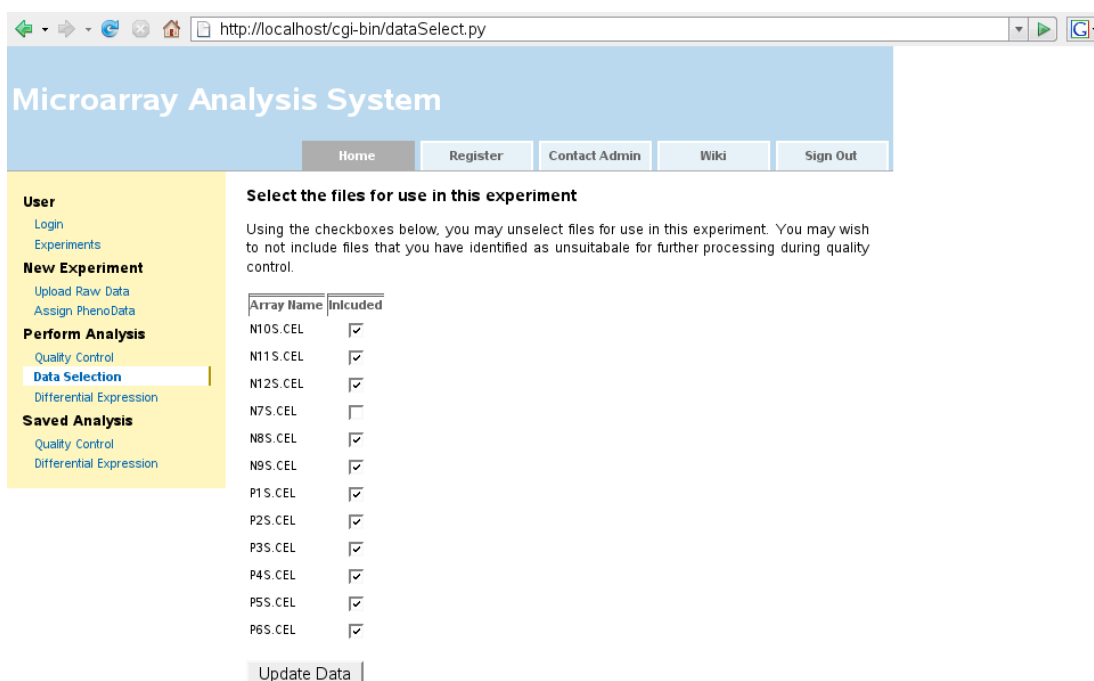 http://localhost/cgi-bin/dataSelect.py
G
Microarray Analysis System
Home Register Contact Admin Wiki Sign Out
User
Login
Experiments
New Experiment
Upload Raw Data
Assign PhenoData
Perform Analysis
Quality Control
Data Selection
Differential Expression
Saved Analysis
Quality Control
Differential Expression
Select the files for use in this experiment
Using the checkboxes below, you may unselect files for use in this experiment. You may wish
to not include files that you have identified as unsuitabale for further processing during quality
control.
Array Name Inlcuded
N10S.CEL
N11S.CEL
N12S.CEL
N7S.CEL
N8S.CEL
N9S.CEL
P1S.CEL
P2S.CEL
P3S.CEL
P4S.CEL
P5S.CEL
P6S.CEL
Update Data